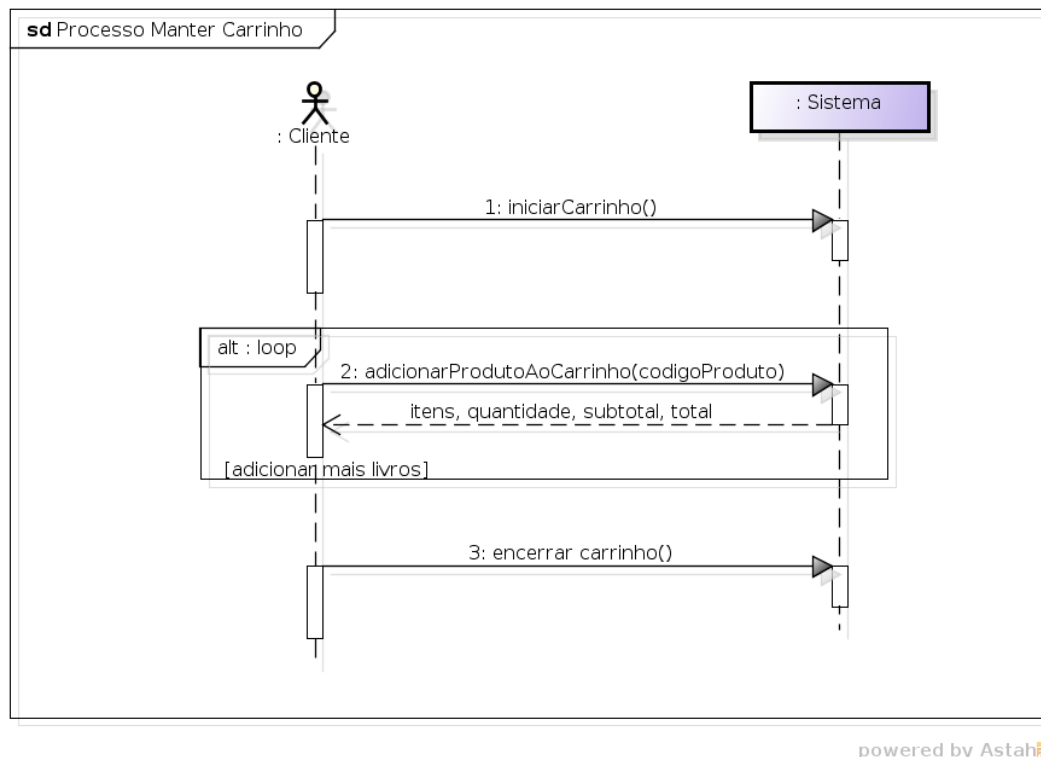 sd Processo Manter Carrinho
: Cliente
: Sistema
1: iniciarCarrinho()
alt : loop
2: adicionarProdutoAoCarrinho(codigoProduto)
itens, quantidade, subtotal, total
[adicionar mais livros]
3: encerrar carrinho()
powered by Astah